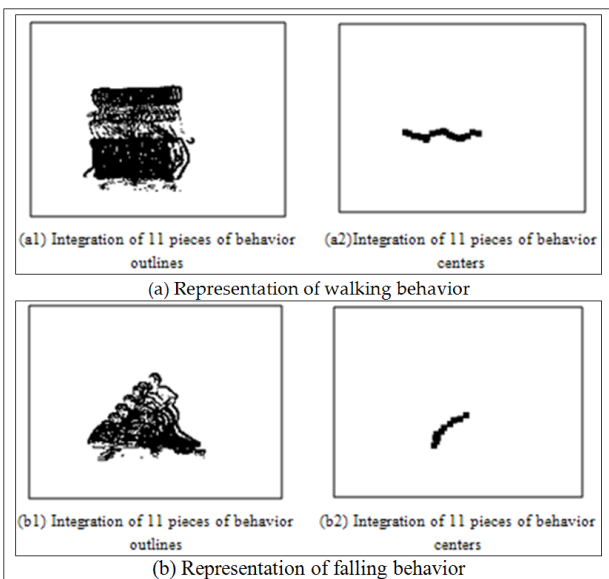 (a1) Integration of 11 pieces of behavior
outlines
(a2)Integration of 11 pieces of behavior
centers
(a) Representation of walking behavior
(b1) Integration of 11 pieces of behavior
outlines
(b2) Integration of 11 pieces of behavior
centers
(b) Representation of falling behavior